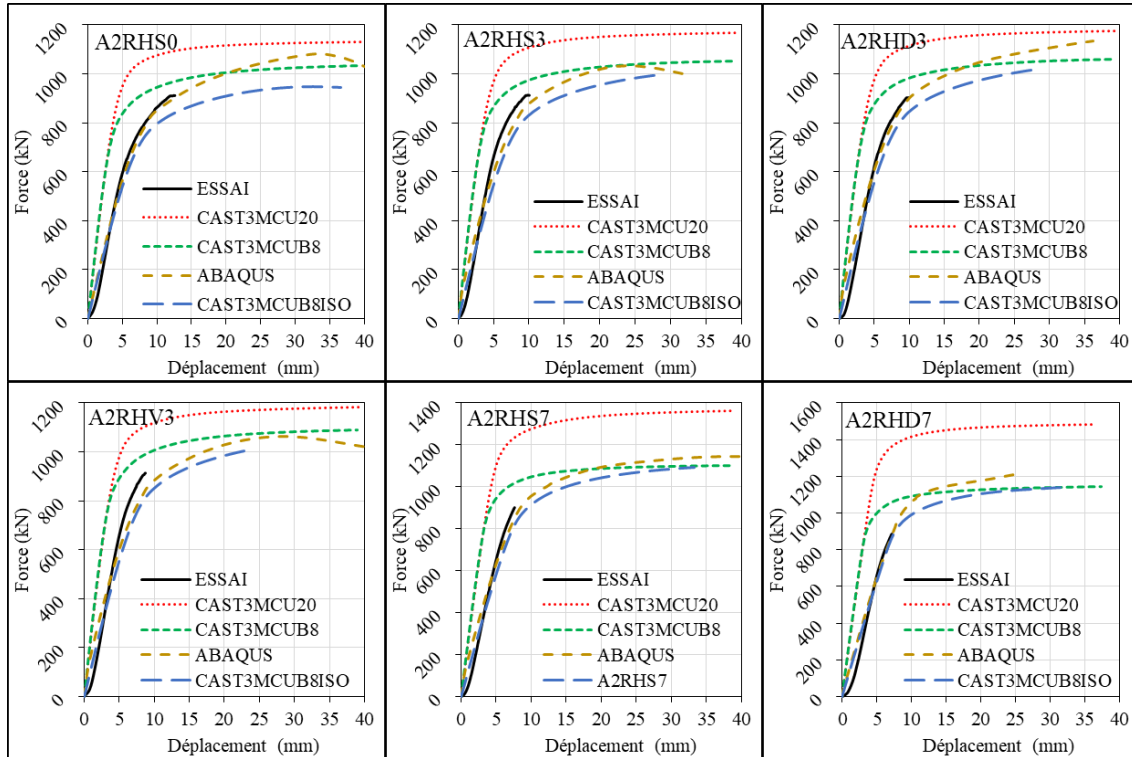 A2RHS0
Force (kN)
1200
1000
800
600
400
200
0
ESSAI
CAST3MCU20
CAST3MCUB8
ABAQUS
CAST3MCUB8ISO
0 5 10 15 20 25 30 35 40
Déplacement (mm)
A2RHS3
Force (kN)
1200
1000
800
600
400
200
0
ESSAI
CAST3MCU20
CAST3MCUB8
ABAQUS
CAST3MCUB8ISO
0 5 10 15 20 25 30 35 40
Déplacement (mm)
A2RHD3
Force (kN)
1200
1000
800
600
400
200
0
ESSAI
CAST3MCU20
CAST3MCUB8
ABAQUS
CAST3MCUB8ISO
0 5 10 15 20 25 30 35 40
Déplacement (mm)
A2RHV3
Force (kN)
1200
1000
800
600
400
200
0
ESSAI
CAST3MCU20
CAST3MCUB8
ABAQUS
CAST3MCUB8ISO
0 5 10 15 20 25 30 35 40
Déplacement (mm)
A2RHS7
Force (kN)
1400
1200
1000
800
600
400
200
0
ESSAI
CAST3MCU20
CAST3MCUB8
ABAQUS
A2RHS7
0 5 10 15 20 25 30 35 40
Déplacement (mm)
A2RHD7
Force (kN)
1600
1400
1200
1000
800
600
400
200
0
ESSAI
CAST3MCU20
CAST3MCUB8
ABAQUS
CAST3MCUB8ISO
0 5 10 15 20 25 30 35 40
Déplacement (mm)